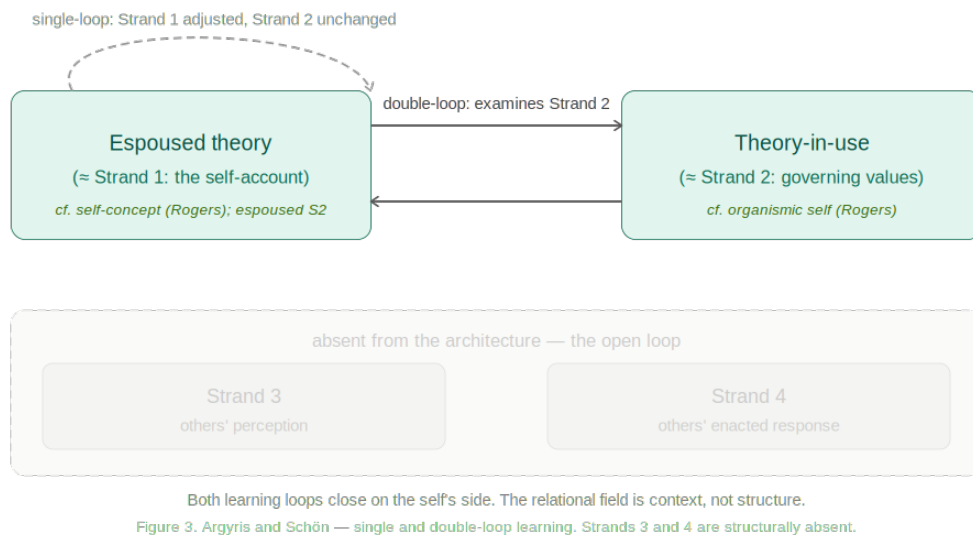 single-loop: Strand 1 adjusted, Strand 2 unchanged
double-loop: examines Strand 2
Espoused theory
(≈ Strand 1: the self-account)
cf. self-concept (Rogers); espoused S2
Theory-in-use
(≈ Strand 2: governing values)
cf. organismic self (Rogers)
absent from the architecture — the open loop
Strand 3
others' perception
Strand 4
others' enacted response
Both learning loops close on the self's side. The relational field is context, not structure.
Figure 3. Argyris and Schön — single and double-loop learning. Strands 3 and 4 are structurally absent.